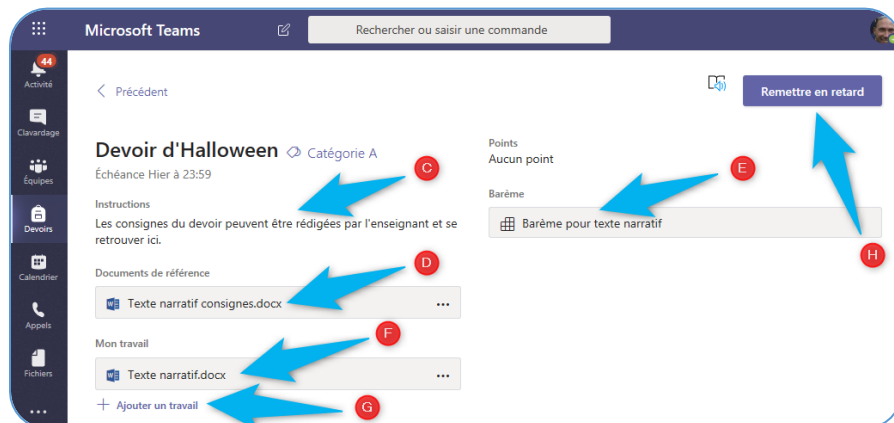 Microsoft Teams
Rechercher ou saisir une commande
44
Activité
Clavardage
Équipes
Devoirs
Calendrier
Appels
Fichiers
Précédent
Remettre en retard
Devoir d'Halloween Catégorie A
Échéance Hier à 23:59
C
Instructions
Les consignes du devoir peuvent être rédigées par l'enseignant et se
retrouver ici.
Documents de référence
D
Texte narratif consignes.docx
Mon travail
F
Texte narratif.docx
Ajouter un travail
G
Points
Aucun point
E
Barème
Barème pour texte narratif
H